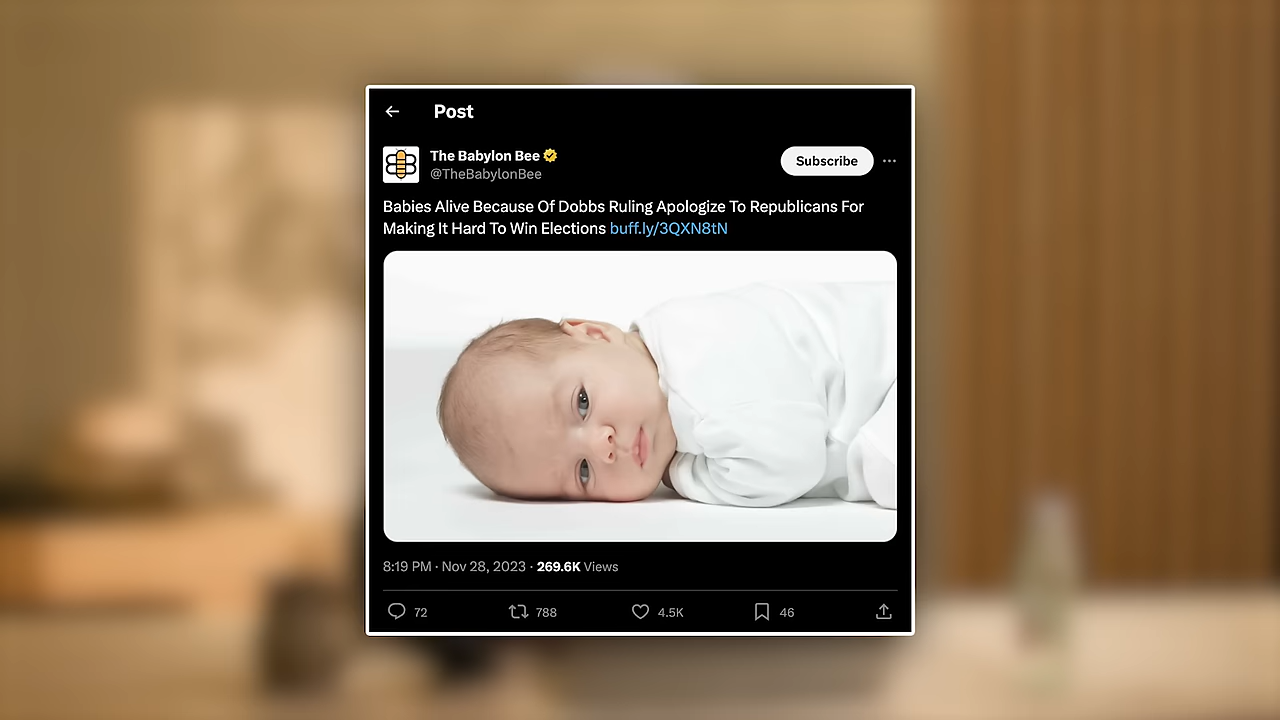 Post
The Babylon Bee
@TheBabylonBee
Subscribe
Babies Alive Because Of Dobbs Ruling Apologize To Republicans For
Making It Hard To Win Elections buff.ly/3QXN8tN
8:19 PM · Nov 28, 2023 · 269.6K Views
72
788
4.5K
46